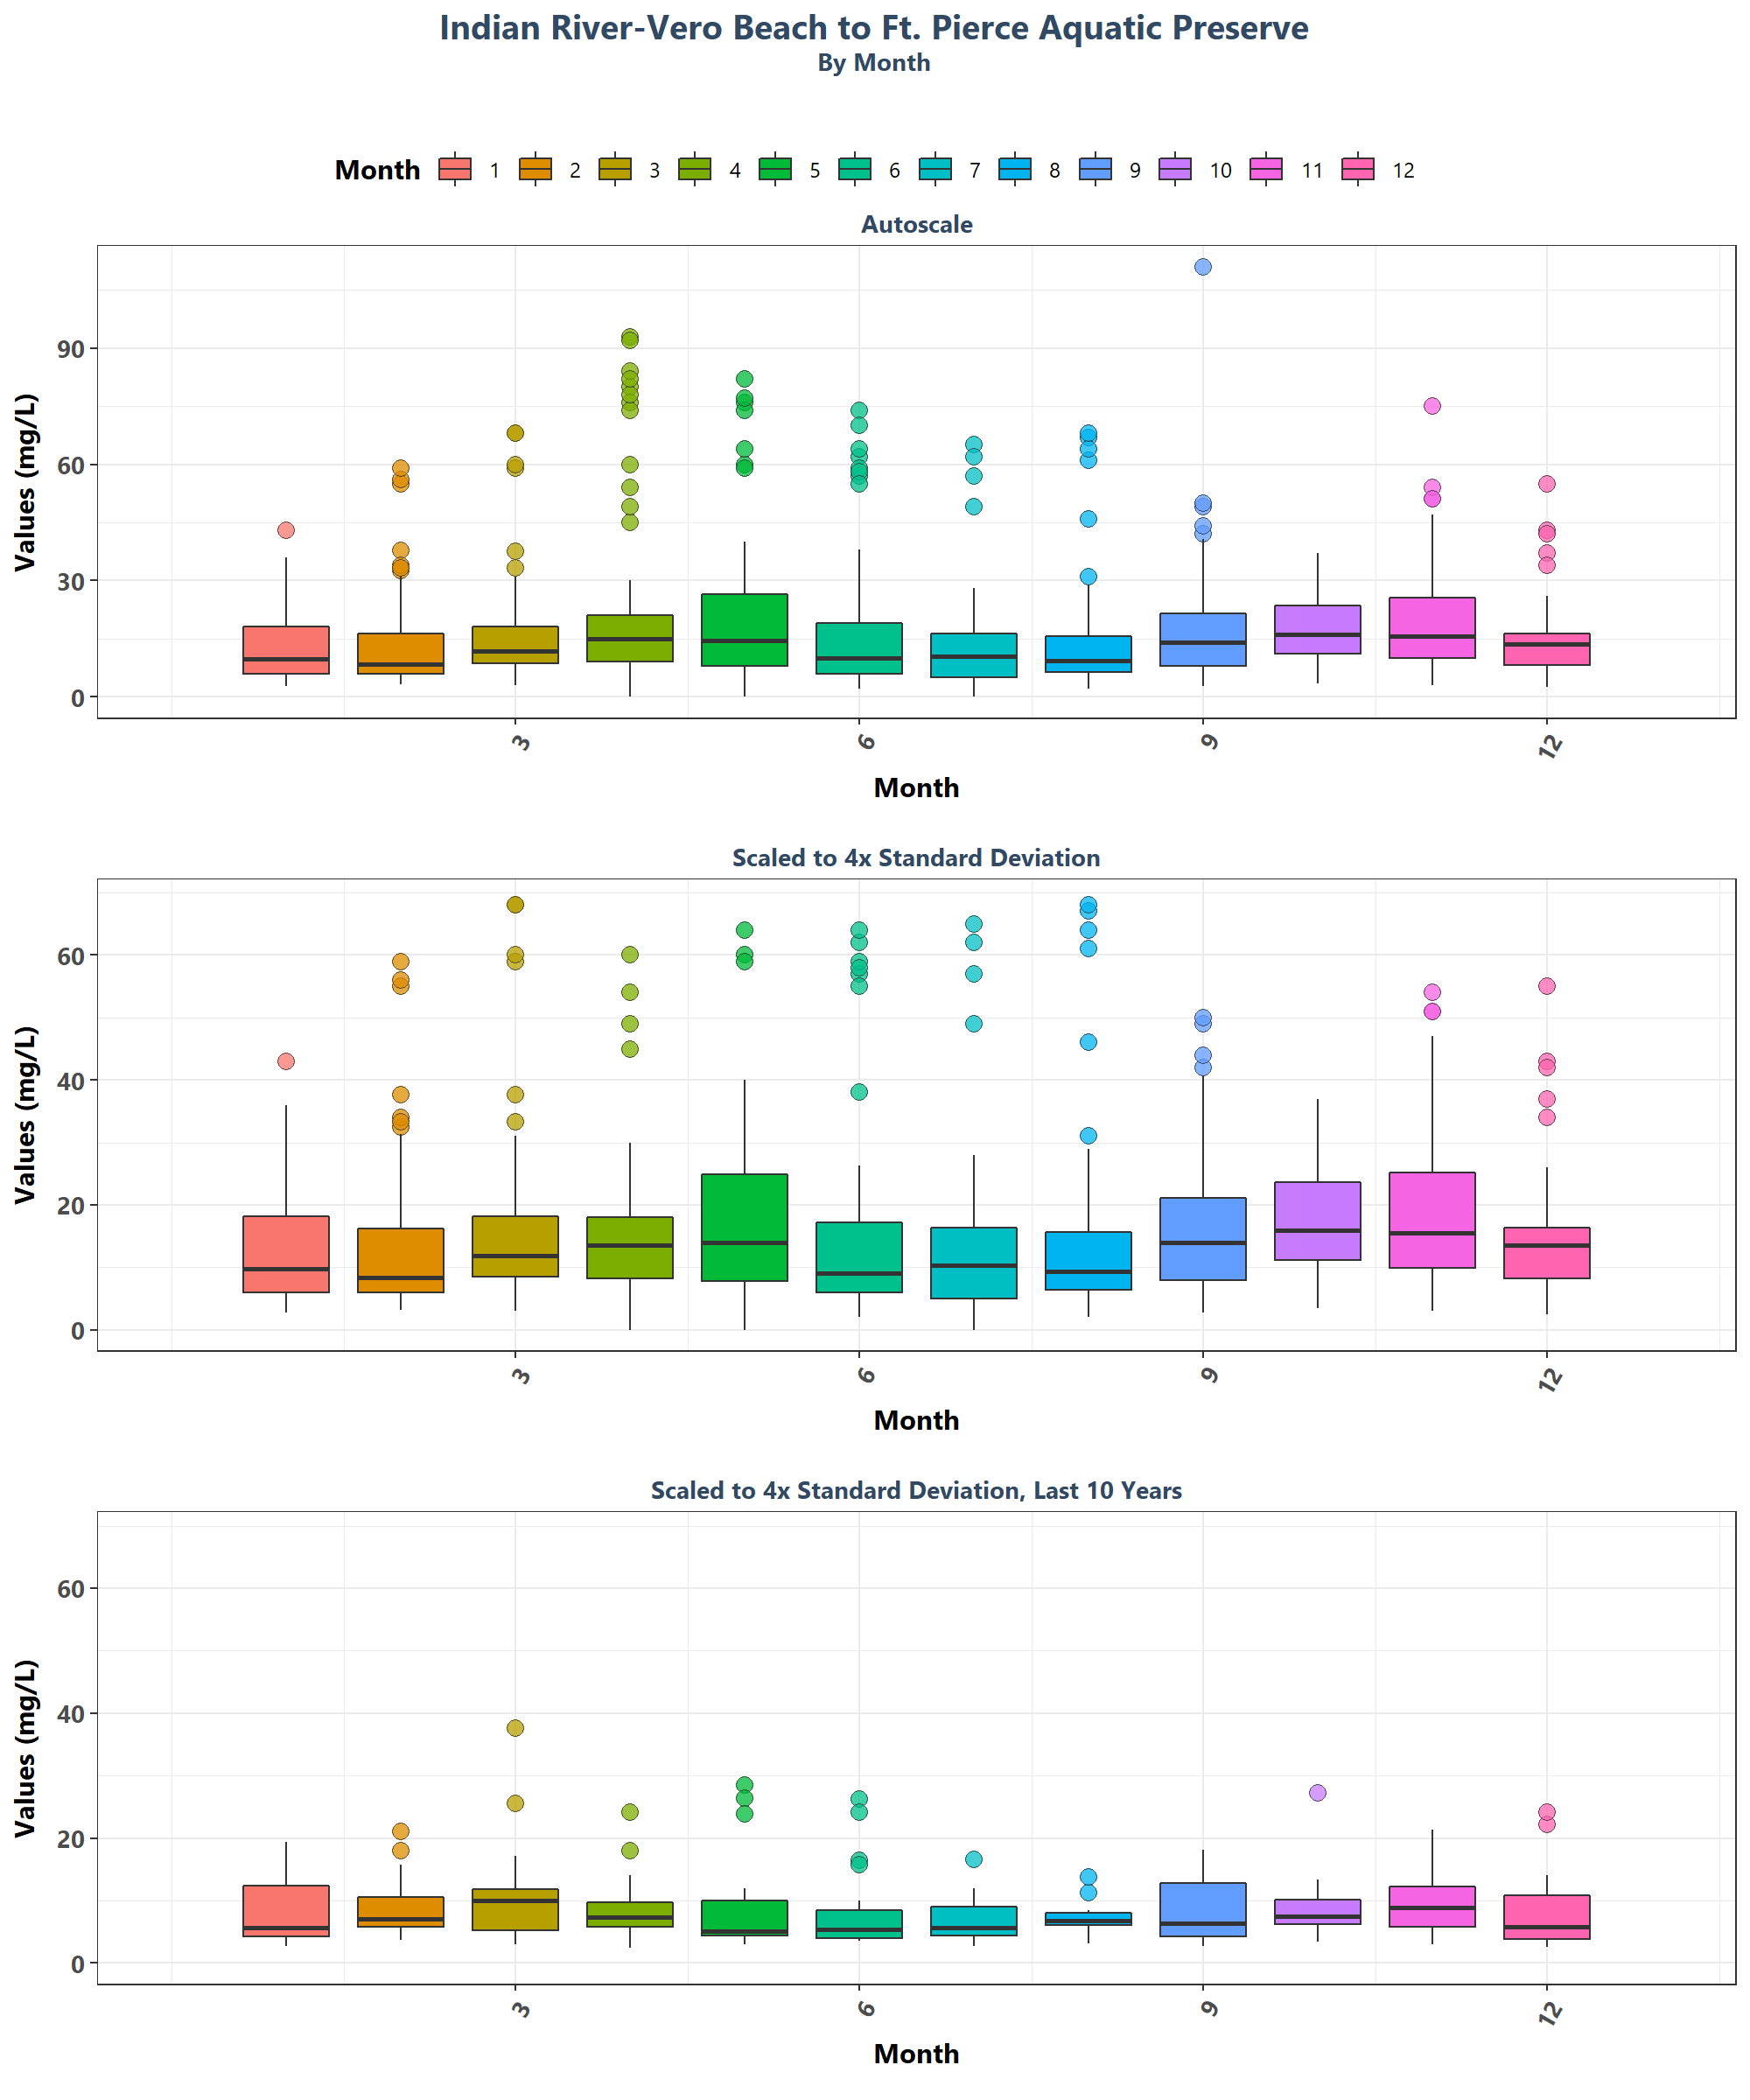 Indian River-Vero Beach to Ft. Pierce Aquatic Preserve
By Month
Month 1 2 3 4 5 6 7 8 9 10 11 12
Autoscale
Values (mg/L)
90
60
30
0
3 6 9 12
Month
Scaled to 4x Standard Deviation
Values (mg/L)
60
40
20
0
3 6 9 12
Month
Scaled to 4x Standard Deviation, Last 10 Years
Values (mg/L)
60
40
20
0
3 6 9 12
Month